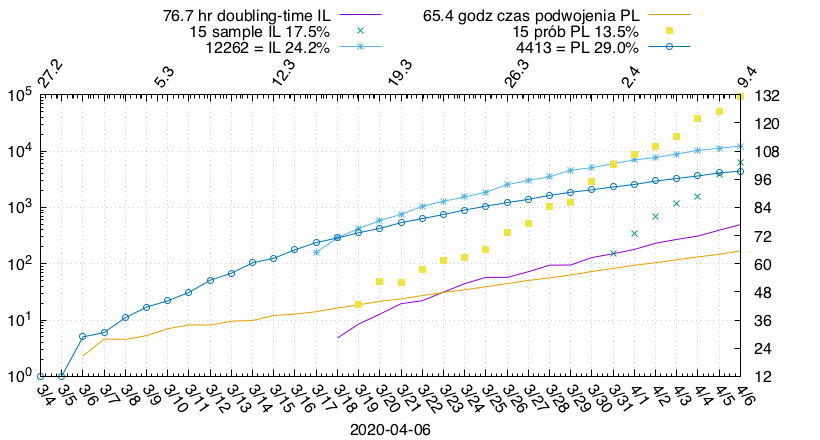 76.7 hr doubling-time IL 65.4 godz czas podwojenia PL
15 sample IL 17.5% 15 prób PL 13.5%
12262 = IL 24.2% 4413 = PL 29.0%
27.2 5.3 12.3 19.3 26.3 2.4 9.4
10^5 132
120
10^4 108
96
10^3 84
72
10^2 60
48
10^1 36
24
10^0 12
3/4 3/5 3/6 3/7 3/8 3/9 3/10 3/11 3/12 3/13 3/14 3/15 3/16 3/17 3/18 3/19 3/20 3/21 3/22 3/23 3/24 3/25 3/26 3/27 3/28 3/29 3/30 3/31 4/1 4/2 4/3 4/4 4/5 4/6
2020-04-06